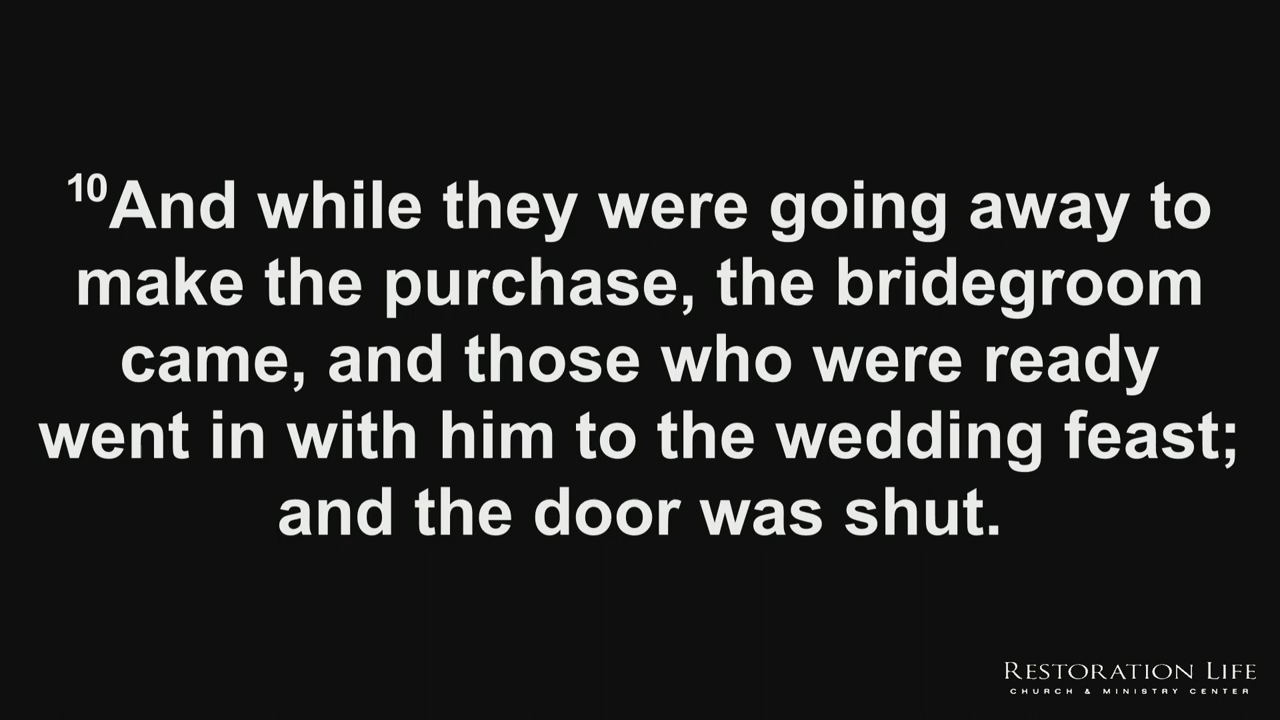 10And while they were going away to
make the purchase, the bridegroom
came, and those who were ready
went in with him to the wedding feast;
and the door was shut.
RESTORATION LIFE
CHURCH & MINISTRY CENTER